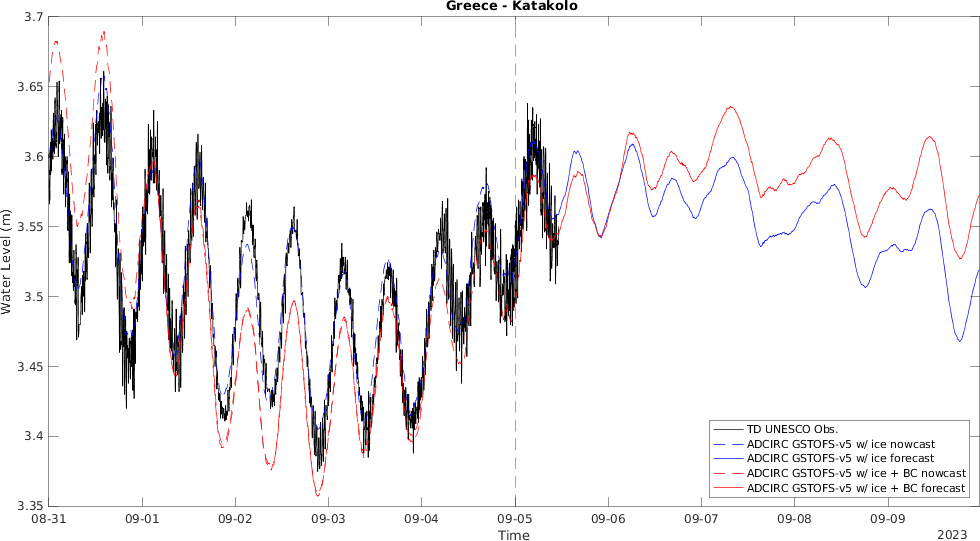 Greece - Katakolo
3.7
3.65
3.6
3.55
3.5
3.45
3.4
3.35
Water Level (m)
08-31 09-01 09-02 09-03 09-04 09-05 09-06 09-07 09-08 09-09
Time
2023
TD UNESCO Obs.
ADCIRC GSTOFS-v5 w/ ice nowcast
ADCIRC GSTOFS-v5 w/ ice forecast
ADCIRC GSTOFS-v5 w/ ice + BC nowcast
ADCIRC GSTOFS-v5 w/ ice + BC forecast